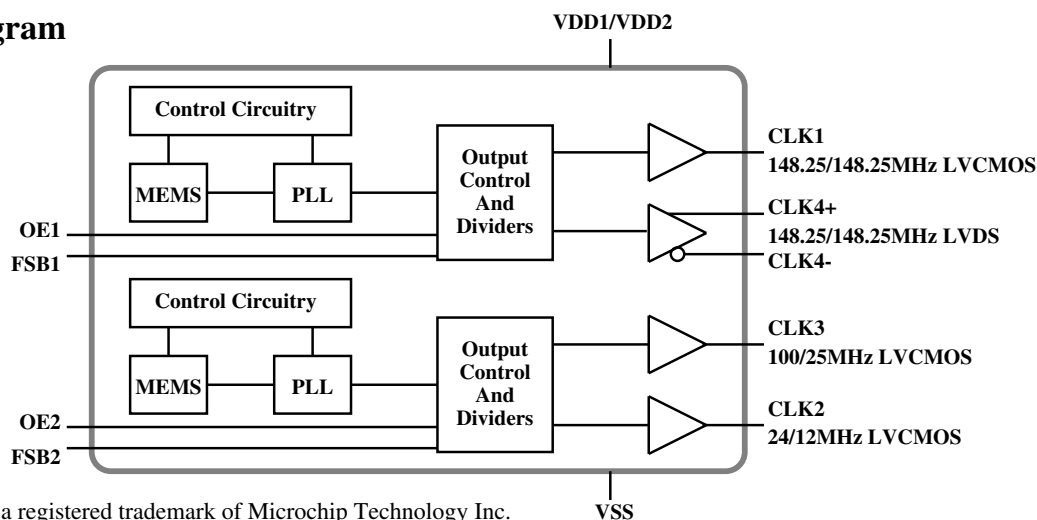 gram
VDD1/VDD2
Control Circuitry
MEMS
PLL
Output
Control
And
Dividers
CLK1
148.25/148.25MHz LVCMOS
CLK4+
148.25/148.25MHz LVDS
CLK4-
OE1
FSB1
Control Circuitry
MEMS
PLL
Output
Control
And
Dividers
CLK3
100/25MHz LVCMOS
CLK2
24/12MHz LVCMOS
OE2
FSB2
VSS
a registered trademark of Microchip Technology Inc.